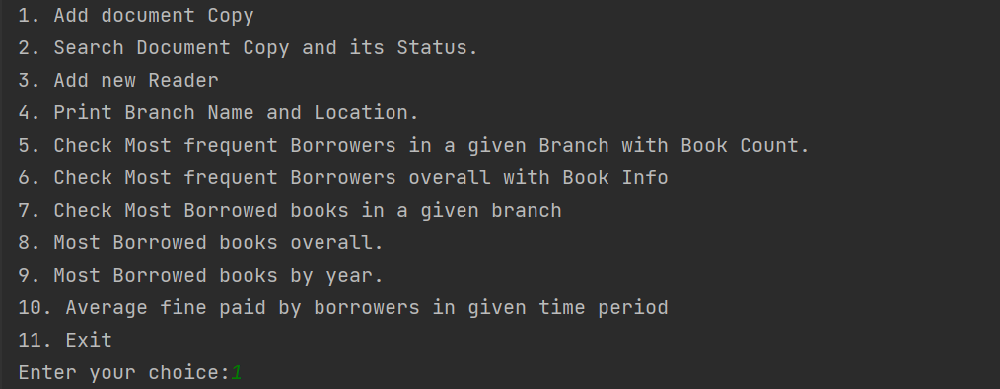 1. Add document Copy
2. Search Document Copy and its Status.
3. Add new Reader
4. Print Branch Name and Location.
5. Check Most frequent Borrowers in a given Branch with Book Count.
6. Check Most frequent Borrowers overall with Book Info
7. Check Most Borrowed books in a given branch
8. Most Borrowed books overall.
9. Most Borrowed books by year.
10. Average fine paid by borrowers in given time period
11. Exit
Enter your choice:1